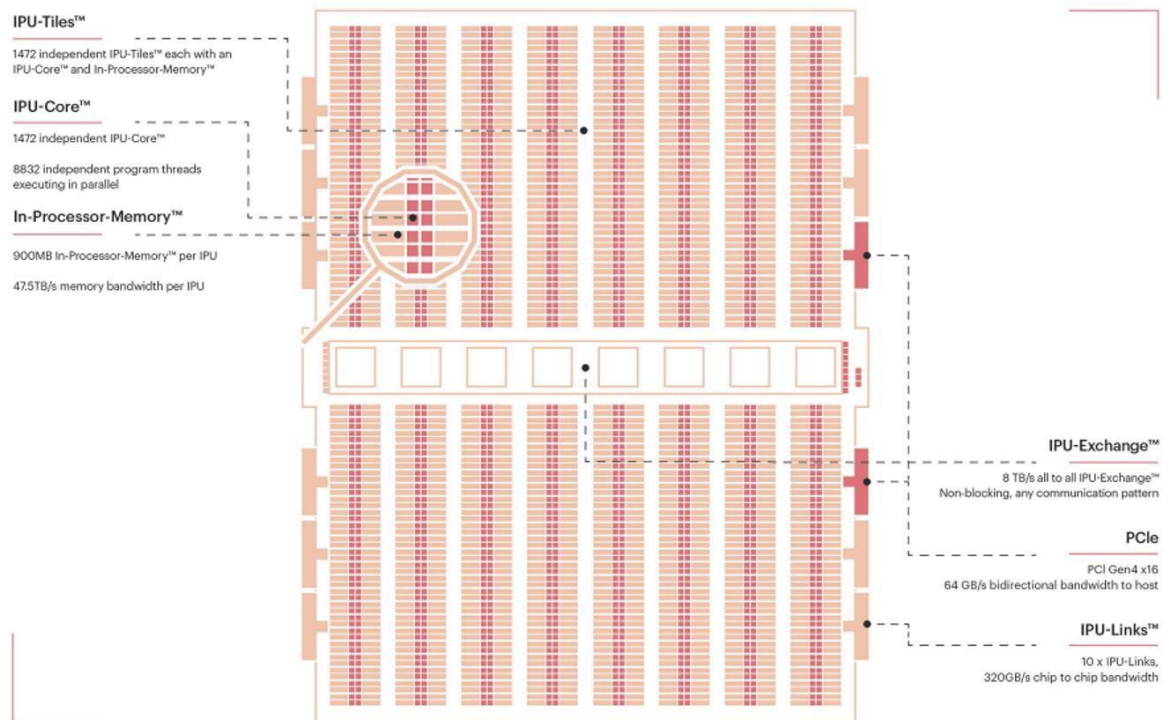 IPU-Tiles™
1472 independent IPU-Tiles™ each with an
IPU-Core™ and In-Processor-Memory™
IPU-Core™
1472 independent IPU-Core™
8832 independent program threads
executing in parallel
In-Processor-Memory™
900MB In-Processor-Memory™ per IPU
47.5TB/s memory bandwidth per IPU
IPU-Exchange™
8 TB/s all to all IPU-Exchange™
Non-blocking, any communication pattern
PCIe
PCI Gen4 x16
64 GB/s bidirectional bandwidth to host
IPU-Links™
10 x IPU-Links,
320GB/s chip to chip bandwidth